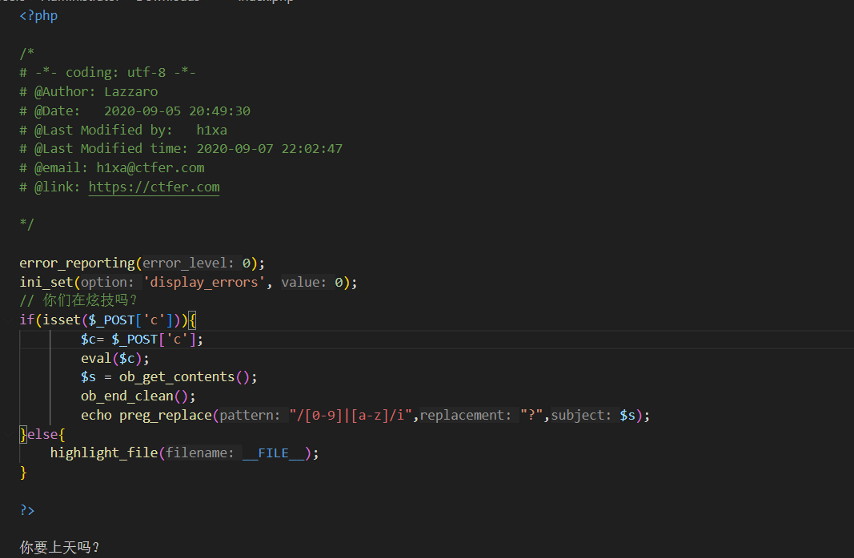 <?php
/*
# -*- coding: utf-8 -*-
# @Author: Lazzaro
# @Date:   2020-09-05 20:49:30
# @Last Modified by:   h1xa
# @Last Modified time: 2020-09-07 22:02:47
# @email: h1xa@ctfer.com
# @link: https://ctfer.com
*/
error_reporting(error_level: 0);
ini_set(option: 'display_errors', value: 0);
// 你们在炫技吗?
if(isset($_POST['c'])){
        $c= $_POST['c'];
        eval($c);
        $s = ob_get_contents();
        ob_end_clean();
        echo preg_replace(pattern: "/[0-9]|[a-z]/i",replacement: "?",subject: $s);
}else{
    highlight_file(filename: __FILE__);
}
?>
你要上天吗?